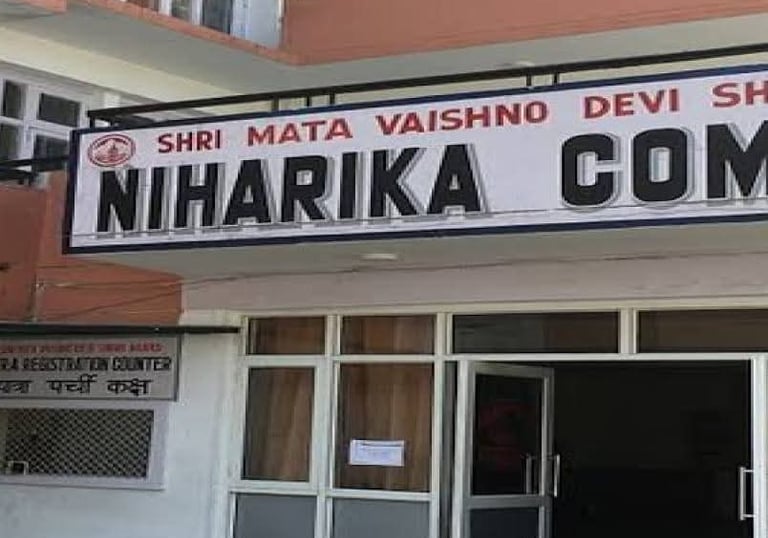 SHRI MATA VAISHNO DEVI SH
NIHARIKA COM
RA REGISTRATION COUNTER
यात्रा पर्ची कक्ष